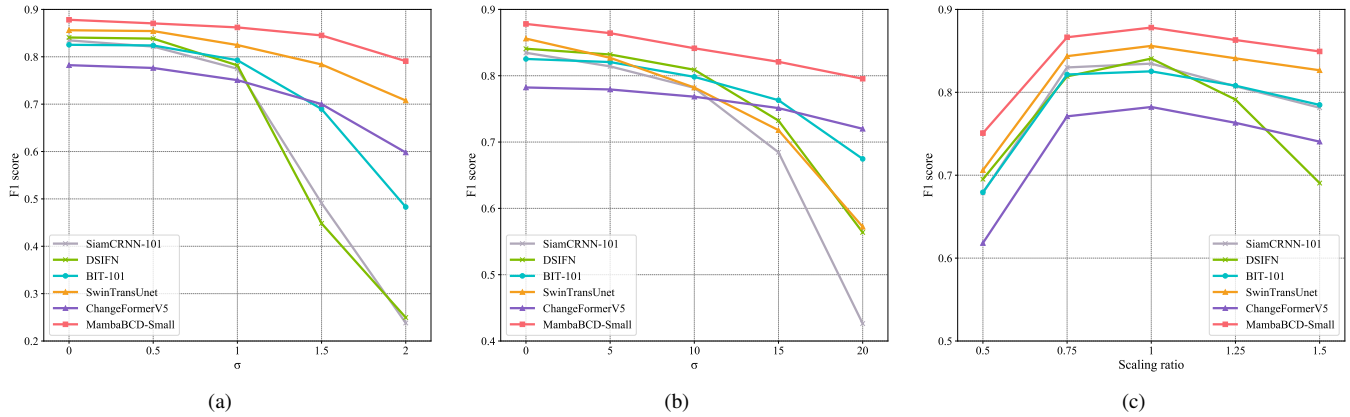 0.9
0.8
0.7
0.6
0.5
0.4
0.3
0.2
F1 score
SiamCRNN-101
DSIFN
BIT-101
SwinTransUnet
ChangeFormerV5
MambaBCD-Small
0 0.5 1 1.5 2
σ
(a)
0.9
0.8
0.7
0.6
0.5
0.4
F1 score
SiamCRNN-101
DSIFN
BIT-101
SwinTransUnet
ChangeFormerV5
MambaBCD-Small
0 5 10 15 20
σ
(b)
0.9
0.8
0.7
0.6
0.5
F1 score
SiamCRNN-101
DSIFN
BIT-101
SwinTransUnet
ChangeFormerV5
MambaBCD-Small
0.5 0.75 1 1.25 1.5
Scaling ratio
(c)